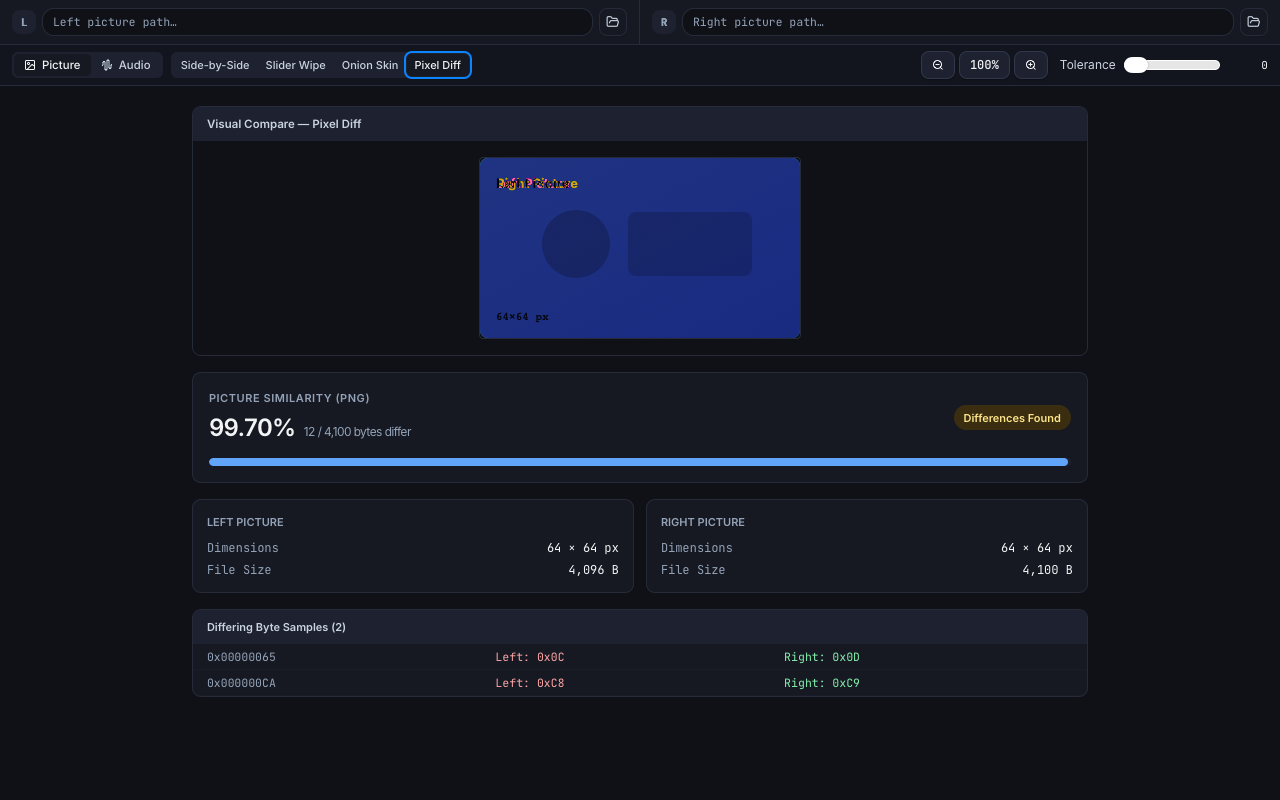 L Left picture path… R Right picture path…
Picture Audio Side-by-Side Slider Wipe Onion Skin Pixel Diff 100% Tolerance 0
Visual Compare — Pixel Diff
64×64 px
PICTURE SIMILARITY (PNG)
99.70% 12 / 4,100 bytes differ
Differences Found
LEFT PICTURE
Dimensions 64 × 64 px
File Size 4,096 B
RIGHT PICTURE
Dimensions 64 × 64 px
File Size 4,100 B
Differing Byte Samples (2)
0x00000065 Left: 0x0C Right: 0x0D
0x000000CA Left: 0xC8 Right: 0xC9